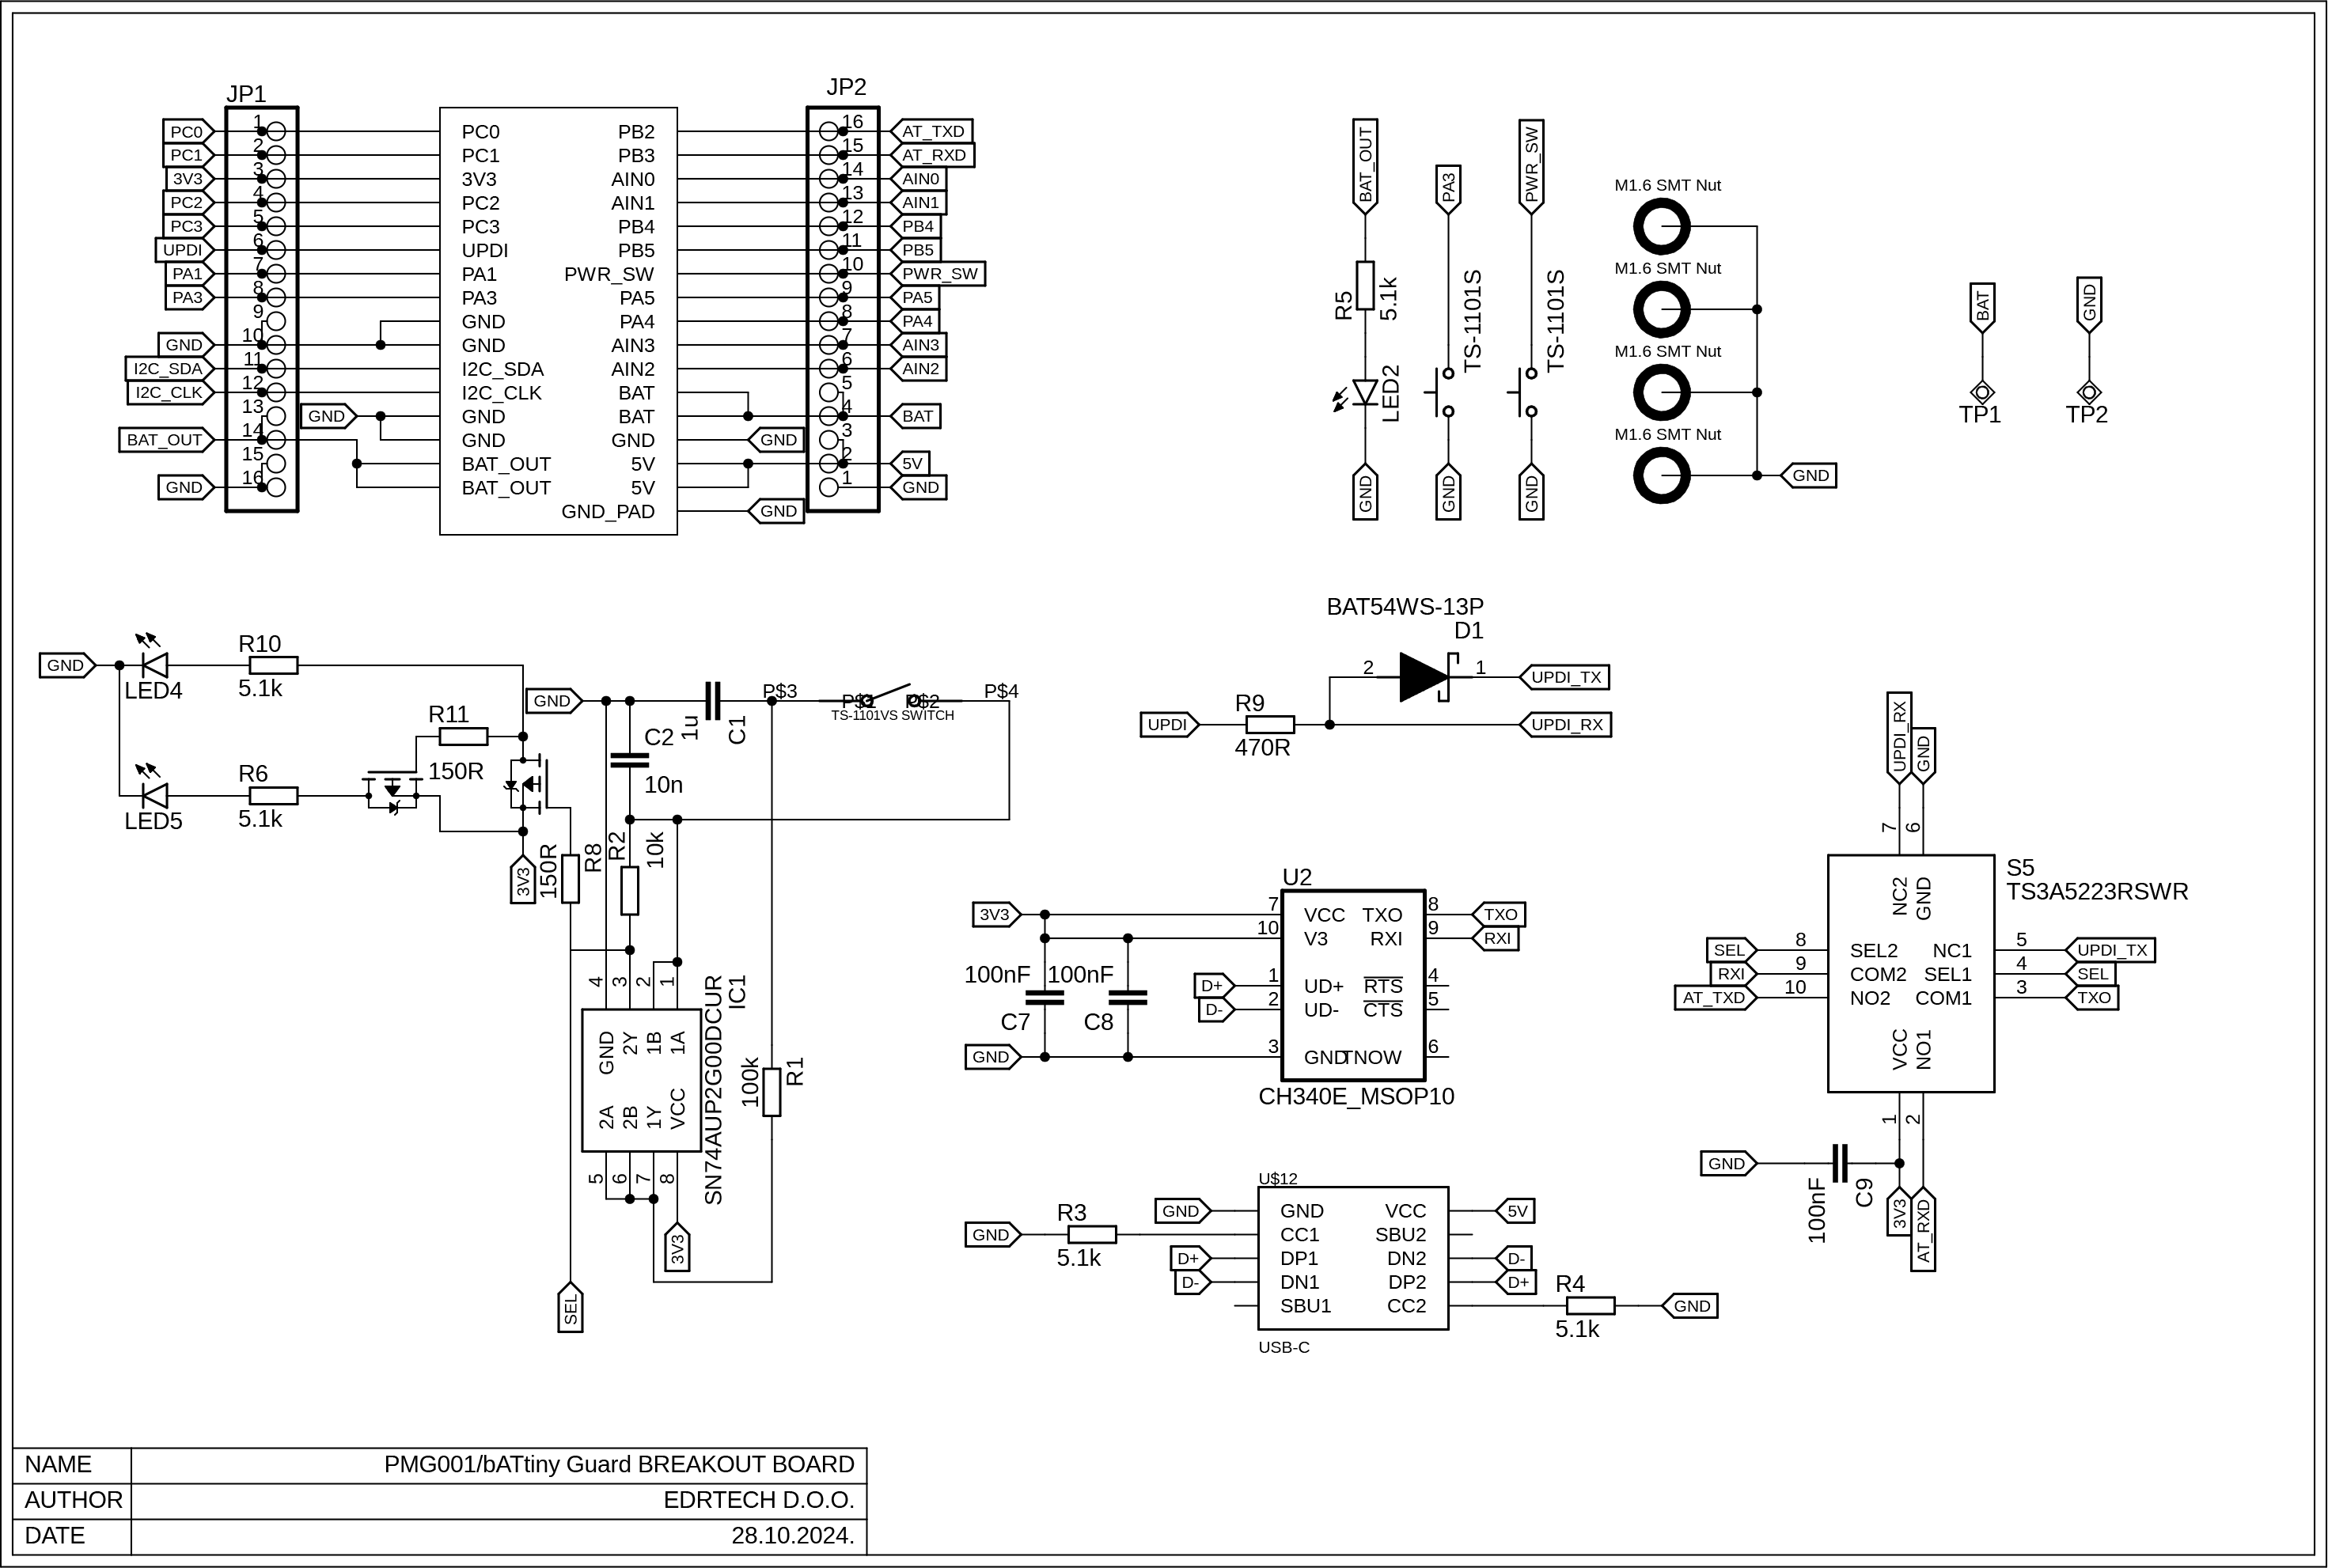 JP1
JP2
PC0 1 PC0 PB2 16 AT_TXD
PC1 2 PC1 PB3 15 AT_RXD
3V3 3 3V3 AIN0 14 AIN0
PC2 4 PC2 AIN1 13 AIN1
PC3 5 PC3 PB4 12 PB4
UPDI 6 UPDI PB5 11 PB5
PA1 7 PA1 PWR_SW 10 PWR_SW
PA3 8 PA3 PA5 9 PA5
9 GND PA4 8 PA4
GND 10 GND AIN3 7 AIN3
I2C_SDA 11 I2C_SDA AIN2 6 AIN2
I2C_CLK 12 I2C_CLK BAT 5
13 GND GND BAT 4 BAT
BAT_OUT 14 GND GND GND 3
15 BAT_OUT 5V 2 5V
GND 16 BAT_OUT 5V 1 GND
GND_PAD GND
BAT_OUT
R5
5.1k
LED2
GND
PA3
TS-1101S
GND
PWR_SW
TS-1101S
GND
M1.6 SMT Nut
M1.6 SMT Nut
M1.6 SMT Nut
M1.6 SMT Nut
GND
BAT
TP1
GND
TP2
GND
LED4
R10
5.1k
LED5
R6
5.1k
R11
150R
3V3
150R
R8
GND
C2
10n
1u
C1
P$3
P$1
P$2
P$4
TS-1101VS SWITCH
R2
10k
4 3 2 1
GND 2Y 1B 1A
2A 2B 1Y VCC
5 6 7 8
SN74AUP2G00DCUR
IC1
3V3
SEL
100k
R1
BAT54WS-13P
D1
2 1 UPDI_TX
UPDI
R9
470R
UPDI_RX
U2
3V3 7 VCC TXO 8 TXO
10 V3 RXI 9 RXI
100nF 100nF
D+ 1 UD+ RTS 4
D- 2 UD- CTS 5
C7 C8
GND 3 GND TNOW 6
CH340E_MSOP10
UPDI_RX GND
7 6
S5
TS3A5223RSWR
NC2 GND
SEL 8 SEL2 NC1 5 UPDI_TX
RXI 9 COM2 SEL1 4 SEL
AT_TXD 10 NO2 COM1 3 TXO
VCC NO1
1 2
GND
100nF
C9
3V3 AT_RXD
U$12
GND GND VCC 5V
GND R3 CC1 SBU2
5.1k
D+ DP1 DN2 D-
D- DN1 DP2 D+
SBU1 CC2 R4 GND
5.1k
USB-C
NAME PMG001/bATtiny Guard BREAKOUT BOARD
AUTHOR EDRTECH D.O.O.
DATE 28.10.2024.